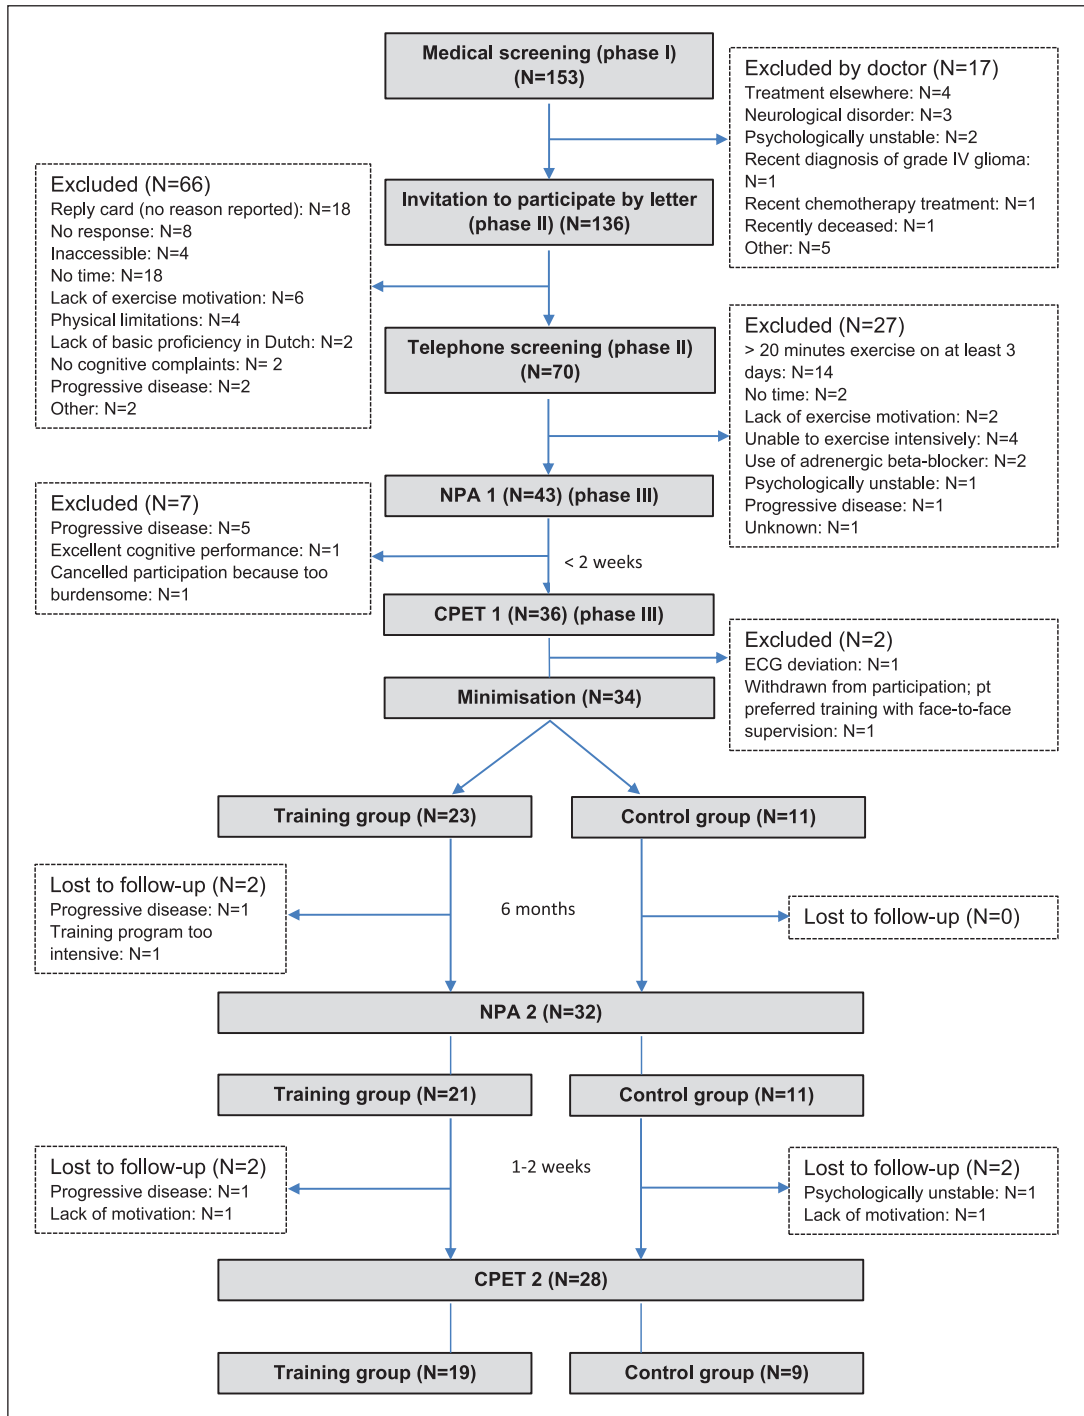 Medical screening (phase I)
(N=153)
Excluded by doctor (N=17)
Treatment elsewhere: N=4
Neurological disorder: N=3
Psychologically unstable: N=2
Recent diagnosis of grade IV glioma:
N=1
Recent chemotherapy treatment: N=1
Recently deceased: N=1
Other: N=5
Excluded (N=66)
Reply card (no reason reported): N=18
No response: N=8
Inaccessible: N=4
No time: N=18
Lack of exercise motivation: N=6
Physical limitations: N=4
Lack of basic proficiency in Dutch: N=2
No cognitive complaints: N= 2
Progressive disease: N=2
Other: N=2
Invitation to participate by letter
(phase II) (N=136)
Telephone screening (phase II)
(N=70)
Excluded (N=27)
> 20 minutes exercise on at least 3
days: N=14
No time: N=2
Lack of exercise motivation: N=2
Unable to exercise intensively: N=4
Use of adrenergic beta-blocker: N=2
Psychologically unstable: N=1
Progressive disease: N=1
Unknown: N=1
NPA 1 (N=43) (phase III)
Excluded (N=7)
Progressive disease: N=5
Excellent cognitive performance: N=1
Cancelled participation because too
burdensome: N=1
< 2 weeks
CPET 1 (N=36) (phase III)
Excluded (N=2)
ECG deviation: N=1
Withdrawn from participation; pt
preferred training with face-to-face
supervision: N=1
Minimisation (N=34)
Training group (N=23)
Control group (N=11)
Lost to follow-up (N=2)
Progressive disease: N=1
Training program too
intensive: N=1
6 months
Lost to follow-up (N=0)
NPA 2 (N=32)
Training group (N=21)
Control group (N=11)
Lost to follow-up (N=2)
Progressive disease: N=1
Lack of motivation: N=1
1-2 weeks
Lost to follow-up (N=2)
Psychologically unstable: N=1
Lack of motivation: N=1
CPET 2 (N=28)
Training group (N=19)
Control group (N=9)